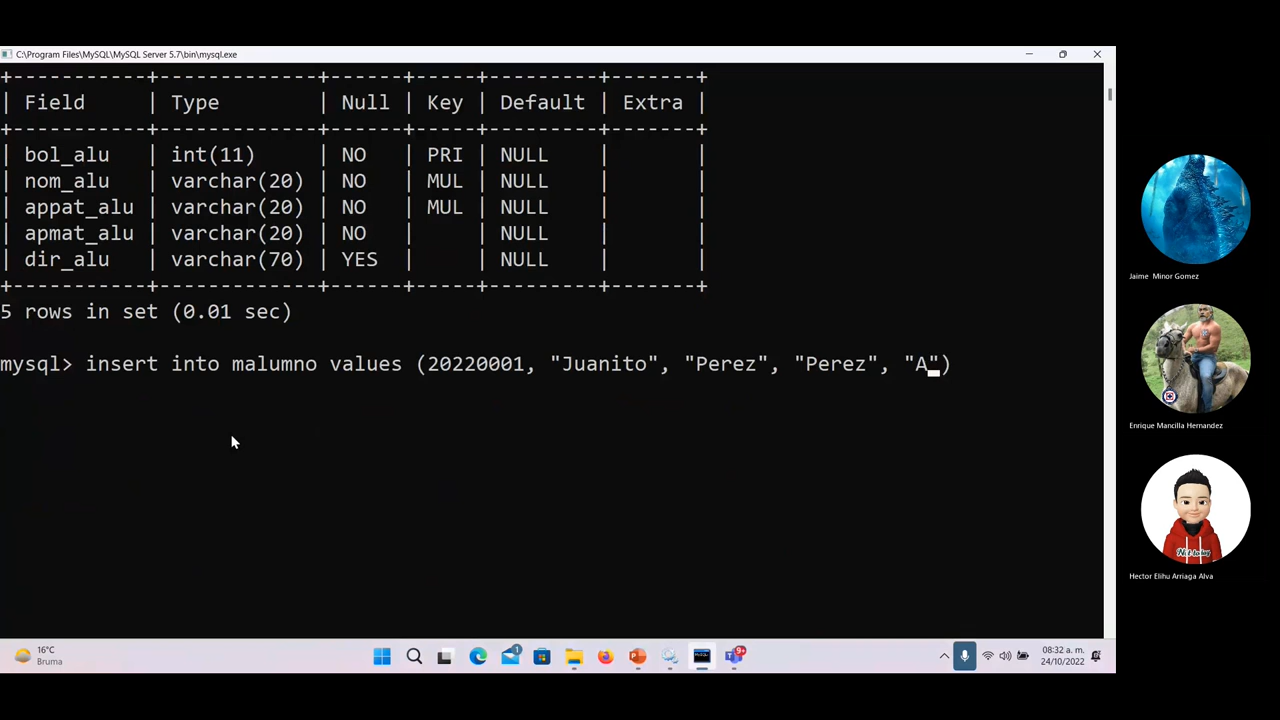 C:\Program Files\MySQL\MySQL Server 5.7\bin\mysql.exe
+-----------+-------------+------+-----+---------+-------+
| Field | Type | Null | Key | Default | Extra |
+-----------+-------------+------+-----+---------+-------+
| bol_alu | int(11) | NO | PRI | NULL | |
| nom_alu | varchar(20) | NO | MUL | NULL | |
| appat_alu | varchar(20) | NO | MUL | NULL | |
| apmat_alu | varchar(20) | NO | | NULL | |
| dir_alu | varchar(70) | YES | | NULL | |
+-----------+-------------+------+-----+---------+-------+
5 rows in set (0.01 sec)
mysql> insert into malumno values (20220001, "Juanito", "Perez", "Perez", "A")
Jaime Minor Gomez
Enrique Mancilla Hernandez
Not today
Hector Elihu Arriaga Alva
16°C
Bruma
1
9+
08:32 a. m.
24/10/2022